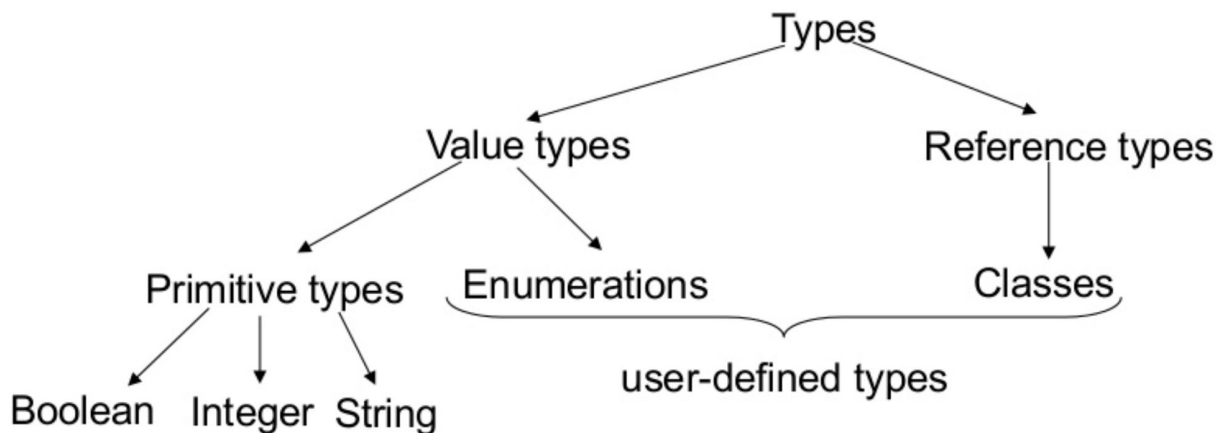 Types
Value types Reference types
Primitive types Enumerations Classes
user-defined types
Boolean Integer String